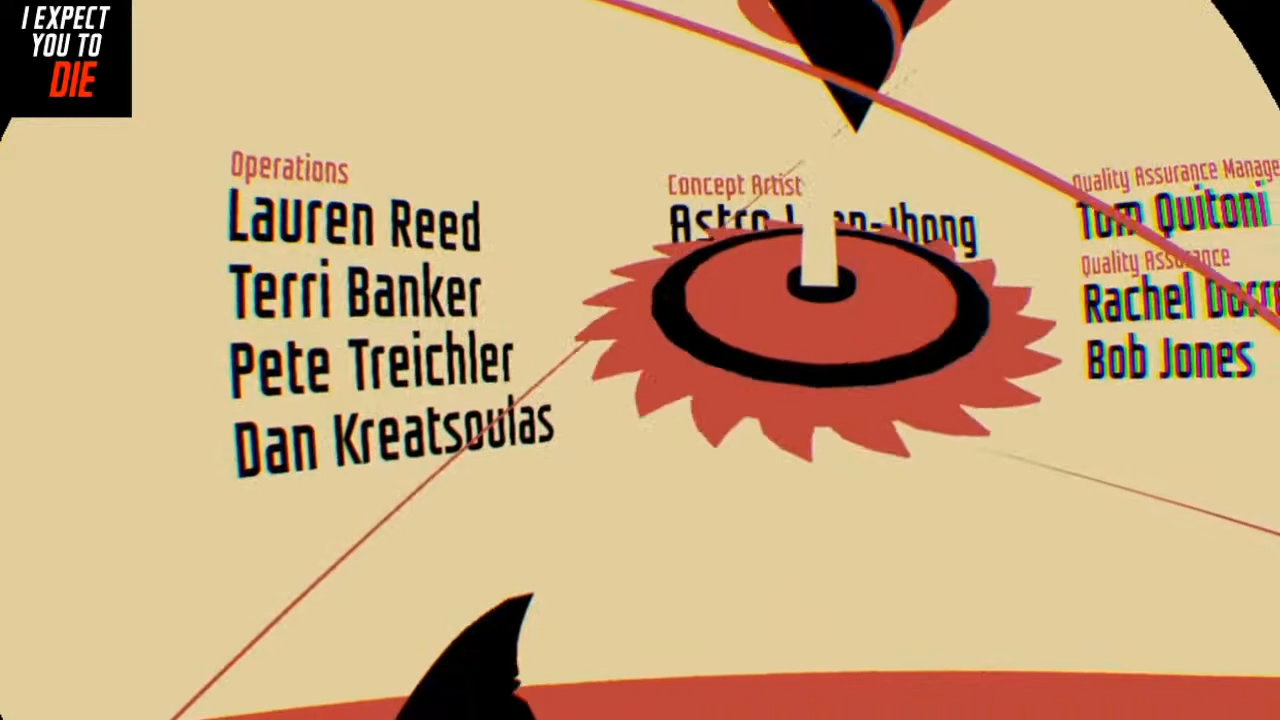 I EXPECT
YOU TO
DIE
Operations
Lauren Reed
Terri Banker
Pete Treichler
Dan Kreatsoulas
Concept Artist
Quality Assurance
Tom Quitoni
Quality Assurance
Rachel
Bob Jones